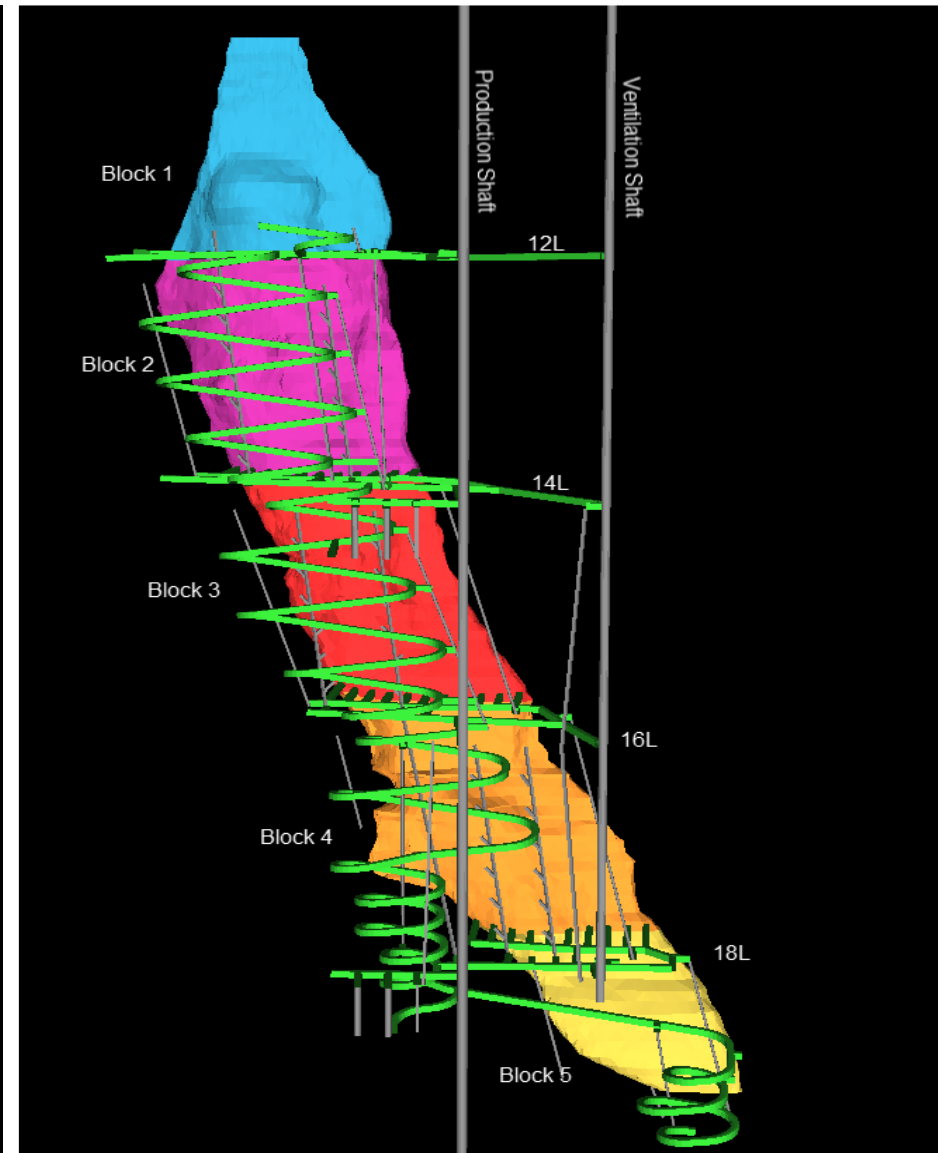 Production Shaft
Ventilation Shaft
Block 1
12L
Block 2
14L
Block 3
16L
Block 4
18L
Block 5